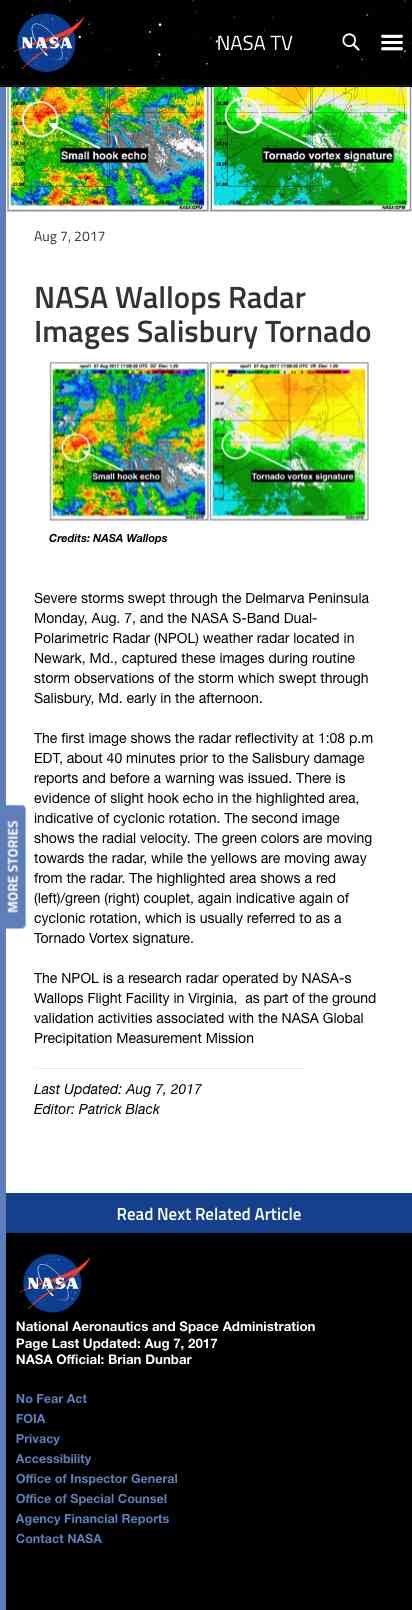 NASA
NASA TV
Small hook echo
Tornado vortex signature
Aug 7, 2017
NASA Wallops Radar
Images Salisbury Tornado
Small hook echo
Tornado vortex signature
Credits: NASA Wallops
Severe storms swept through the Delmarva Peninsula
Monday, Aug. 7, and the NASA S-Band Dual-
Polarimetric Radar (NPOL) weather radar located in
Newark, Md., captured these images during routine
storm observations of the storm which swept through
Salisbury, Md. early in the afternoon.
The first image shows the radar reflectivity at 1:08 p.m
EDT, about 40 minutes prior to the Salisbury damage
reports and before a warning was issued. There is
evidence of slight hook echo in the highlighted area,
indicative of cyclonic rotation. The second image
shows the radial velocity. The green colors are moving
towards the radar, while the yellows are moving away
from the radar. The highlighted area shows a red
(left)/green (right) couplet, again indicative again of
cyclonic rotation, which is usually referred to as a
Tornado Vortex signature.
MORE STORIES
The NPOL is a research radar operated by NASA-s
Wallops Flight Facility in Virginia,  as part of the ground
validation activities associated with the NASA Global
Precipitation Measurement Mission
Last Updated: Aug 7, 2017
Editor: Patrick Black
Read Next Related Article
NASA
National Aeronautics and Space Administration
Page Last Updated: Aug 7, 2017
NASA Official: Brian Dunbar
No Fear Act
FOIA
Privacy
Accessibility
Office of Inspector General
Office of Special Counsel
Agency Financial Reports
Contact NASA